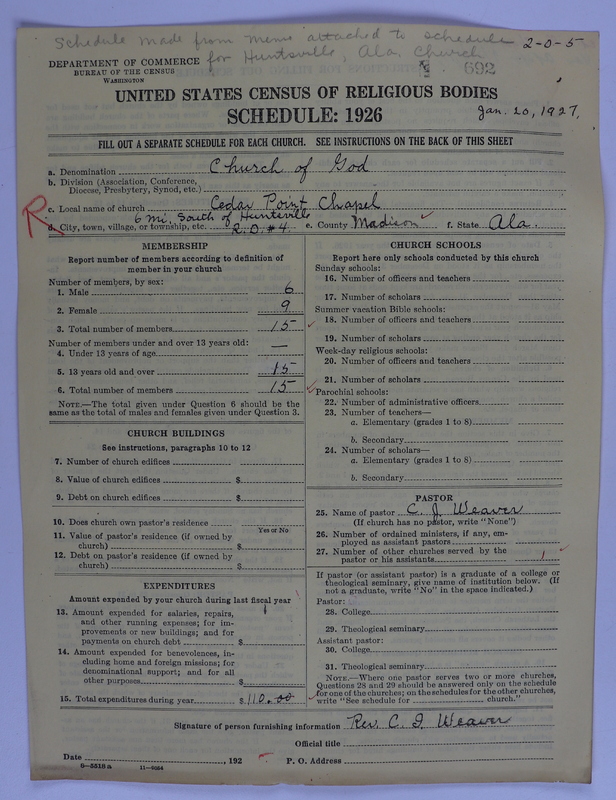 Schedule made from memo attached to schedule 2-0-5
for Huntsville, Ala. Church
692
DEPARTMENT OF COMMERCE
BUREAU OF THE CENSUS
WASHINGTON
UNITED STATES CENSUS OF RELIGIOUS BODIES
SCHEDULE: 1926
Jan. 20, 1927.
FILL OUT A SEPARATE SCHEDULE FOR EACH CHURCH. SEE INSTRUCTIONS ON THE BACK OF THIS SHEET
a. Denomination Church of God
b. Division (Association, Conference,
Diocese, Presbytery, Synod, etc.)
c. Local name of church Cedar Point Chapel
R
6 mi. South of Huntsville
d. City, town, village, or township, etc. R.D. #4. e. County Madison f. State Ala.
MEMBERSHIP
Report number of members according to definition of
member in your church
Number of members, by sex:
1. Male 6
2. Female 9
3. Total number of members 15
Number of members under and over 13 years old:
4. Under 13 years of age —
5. 13 years old and over 15
6. Total number of members 15
NOTE.—The total given under Question 6 should be
same as the total of males and females given under Question 3.
CHURCH BUILDINGS
See instructions, paragraphs 10 to 12
7. Number of church edifices
8. Value of church edifices $
9. Debt on church edifices $
10. Does church own pastor's residence
Yes or No
11. Value of pastor's residence (if owned by
church) $
12. Debt on pastor's residence (if owned by
church) $
EXPENDITURES
Amount expended by your church during last fiscal year
13. Amount expended for salaries, repairs,
and other running expenses; for im-
provements or new buildings; and for
payments on church debt $
14. Amount expended for benevolences, in-
cluding home and foreign missions; for
denominational support; and for all
other purposes $
15. Total expenditures during year $ 110.00
CHURCH SCHOOLS
Report here only schools conducted by this church
Sunday schools:
16. Number of officers and teachers
17. Number of scholars
Summer vacation Bible schools:
18. Number of officers and teachers
19. Number of scholars
Week-day religious schools:
20. Number of officers and teachers
21. Number of scholars
Parochial schools:
22. Number of administrative officers
23. Number of teachers—
a. Elementary (grades 1 to 8)
b. Secondary
24. Number of scholars—
a. Elementary (grades 1 to 8)
b. Secondary
PASTOR
25. Name of pastor C. J. Weaver
(If church has no pastor, write "None")
26. Number of ordained ministers, if any, em-
ployed as assistant pastors
27. Number of other churches served by the
pastor or his assistants 1
If pastor (or assistant pastor) is a graduate of a college or
theological seminary, give name of institution below. (If
not a graduate, write "No" in the space indicated.)
Pastor:
28. College
29. Theological seminary
Assistant pastor:
30. College
31. Theological seminary
NOTE.—Where one pastor serves two or more churches,
Questions 28 and 29 should be answered only on the schedule
for one of the churches; on the schedules for the other churches,
write "See schedule for church."
Signature of person furnishing information Rev. C. J. Weaver
Official title
Date , 192 P. O. Address
8-5518a 11-9554